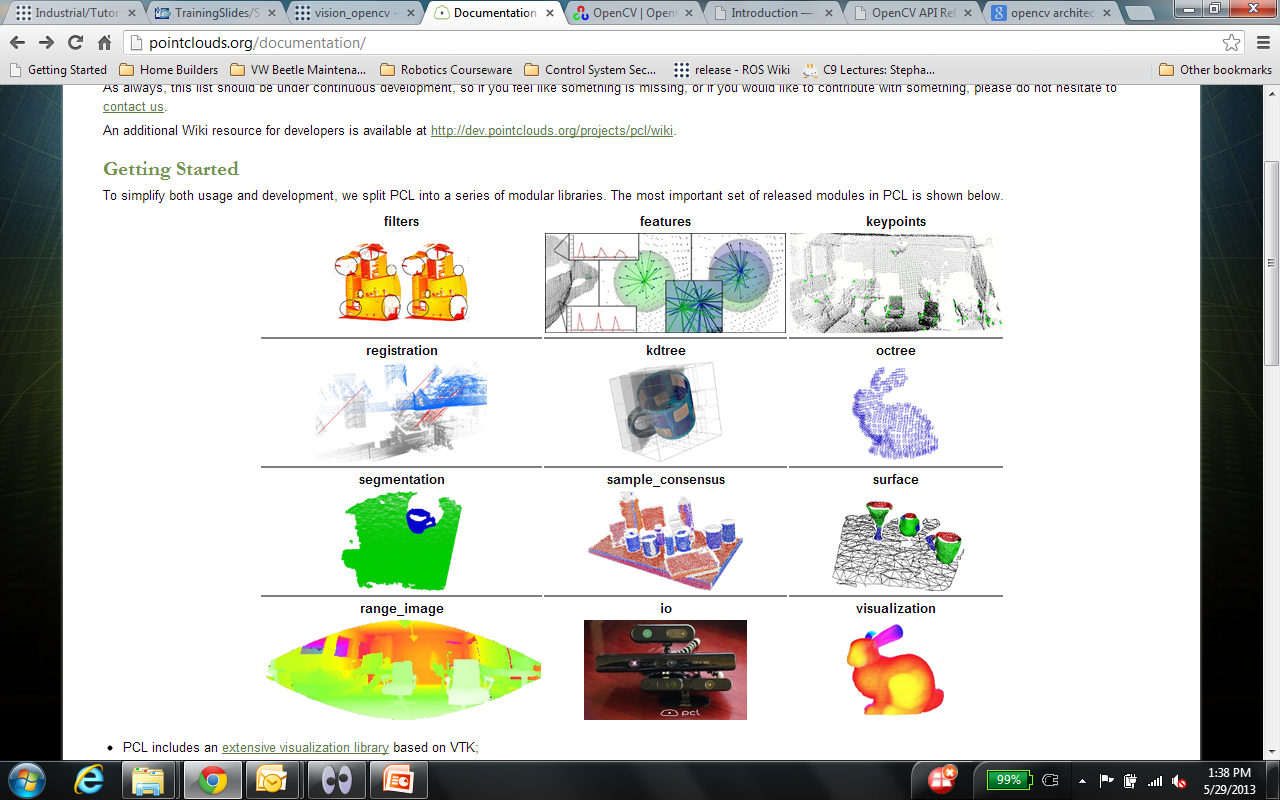 Industrial/Tutor
TrainingSlides/S
vision_opencv -
Documentation
OpenCV | Open
Introduction —
OpenCV API Rel
opencv architec
pointclouds.org/documentation/
Getting Started
Home Builders
VW Beetle Maintena...
Robotics Courseware
Control System Sec...
release - ROS Wiki
C9 Lectures: Stepha...
Other bookmarks
As always, this list should be under continuous development, so if you feel like something is missing, or if you would like to contribute with something, please do not hesitate to
contact us.
An additional Wiki resource for developers is available at http://dev.pointclouds.org/projects/pcl/wiki.
Getting Started
To simplify both usage and development, we split PCL into a series of modular libraries. The most important set of released modules in PCL is shown below.
filters
features
keypoints
registration
kdtree
octree
segmentation
sample_consensus
surface
range_image
io
visualization
pcl
PCL includes an extensive visualization library based on VTK;
99%
1:38 PM
5/29/2013